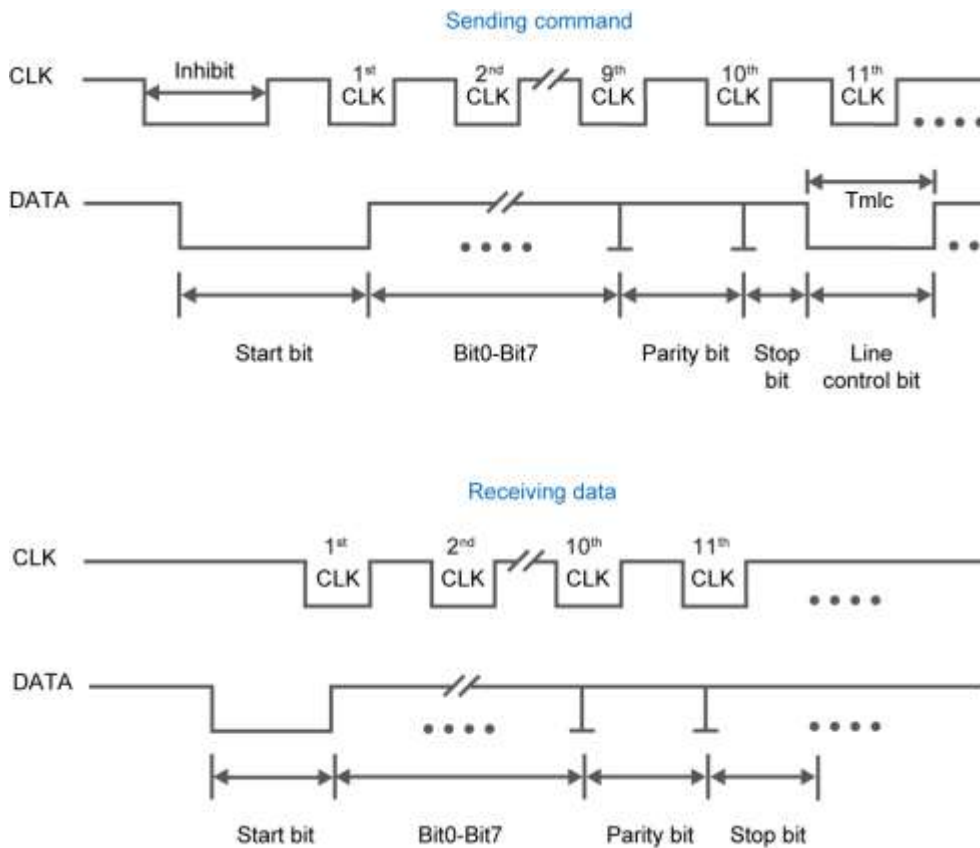 Sending command
CLK
Inhibit
1st CLK
2nd CLK
9th CLK
10th CLK
11th CLK
DATA
Tmlc
Start bit
Bit0-Bit7
Parity bit
Stop bit
Line control bit
Receiving data
CLK
1st CLK
2nd CLK
10th CLK
11th CLK
DATA
Start bit
Bit0-Bit7
Parity bit
Stop bit